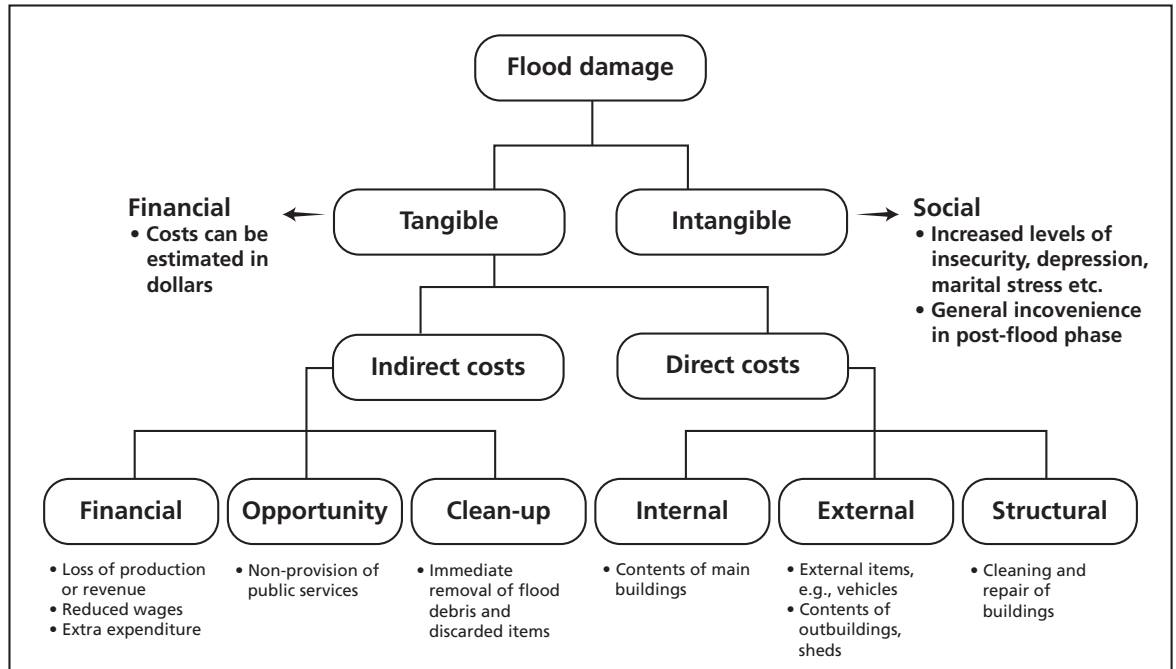 Flood damage
Financial
• Costs can be
estimated in
dollars
Tangible
Intangible
Social
• Increased levels of
insecurity, depression,
marital stress etc.
• General incovenience
in post-flood phase
Indirect costs
Direct costs
Financial
• Loss of production
or revenue
• Reduced wages
• Extra expenditure
Opportunity
• Non-provision of
public services
Clean-up
• Immediate
removal of flood
debris and
discarded items
Internal
• Contents of main
buildings
External
• External items,
e.g., vehicles
• Contents of
outbuildings,
sheds
Structural
• Cleaning and
repair of
buildings